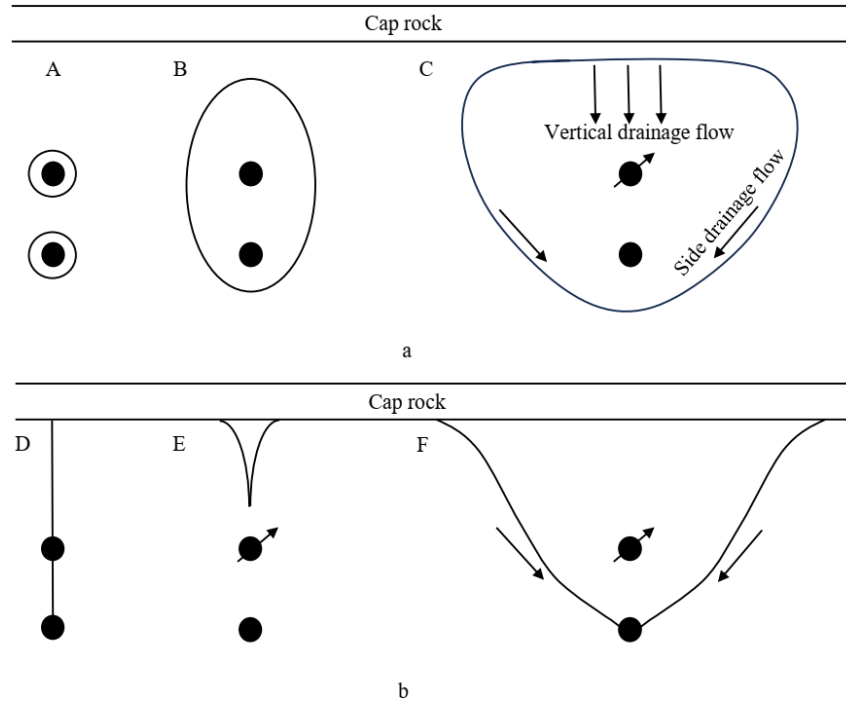 Cap rock
A
B
C
Vertical drainage flow
Side drainage flow
a
Cap rock
D
E
F
b